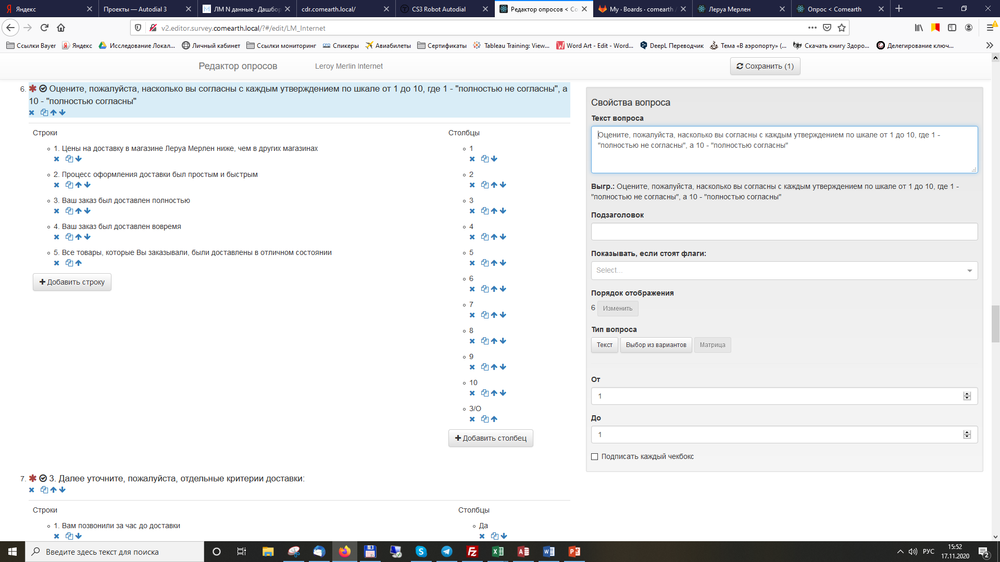 Яндекс
Проекты — Autodial 3
ЛМ N данные · Дашбор
cdr.comearth.local/
CS3 Robot Autodial
Редактор опросов < Co
My · Boards · comearth /
Леруа Мерлен
Опрос < Comearth
v2.editor.survey.comearth.local/?#/edit/LM_Internet
Ссылки Bayer
Яндекс
Исследование Локал...
Личный кабинет
Ссылки мониторинг
Спикеры
Авиабилеты
Сертификаты
Tableau Training: View...
Word Art - Edit - Word...
DeepL Переводчик
Тема «В аэропорту» (...
Скачать книгу Здоро...
Делегирование ключ...
Редактор опросов
Leroy Merlin Internet
Сохранить (1)
6. Оцените, пожалуйста, насколько вы согласны с каждым утверждением по шкале от 1 до 10, где 1 - "полностью не согласны", а
10 - "полностью согласны"
Строки
1. Цены на доставку в магазине Леруа Мерлен ниже, чем в других магазинах
2. Процесс оформления доставки был простым и быстрым
3. Ваш заказ был доставлен полностью
4. Ваш заказ был доставлен вовремя
5. Все товары, которые Вы заказывали, были доставлены в отличном состоянии
Добавить строку
Столбцы
1
2
3
4
5
6
7
8
9
10
З/О
Добавить столбец
7. 3. Далее уточните, пожалуйста, отдельные критерии доставки:
Строки
1. Вам позвонили за час до доставки
Столбцы
Да
Свойства вопроса
Текст вопроса
Оцените, пожалуйста, насколько вы согласны с каждым утверждением по шкале от 1 до 10, где 1 -
"полностью не согласны", а 10 - "полностью согласны"
Выгр.: Оцените, пожалуйста, насколько вы согласны с каждым утверждением по шкале от 1 до 10, где 1 -
"полностью не согласны", а 10 - "полностью согласны"
Подзаголовок
Показывать, если стоят флаги:
Select...
Порядок отображения
6 Изменить
Тип вопроса
Текст
Выбор из вариантов
Матрица
От
1
До
1
Подписать каждый чекбокс
Введите здесь текст для поиска
РУС
15:52
17.11.2020
2